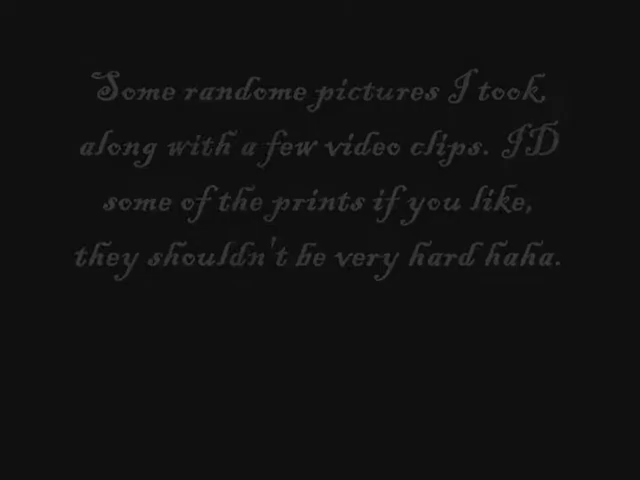 Some randome pictures I took
along with a few video clips. ID
some of the prints if you like,
they shouldn't be very hard haha.